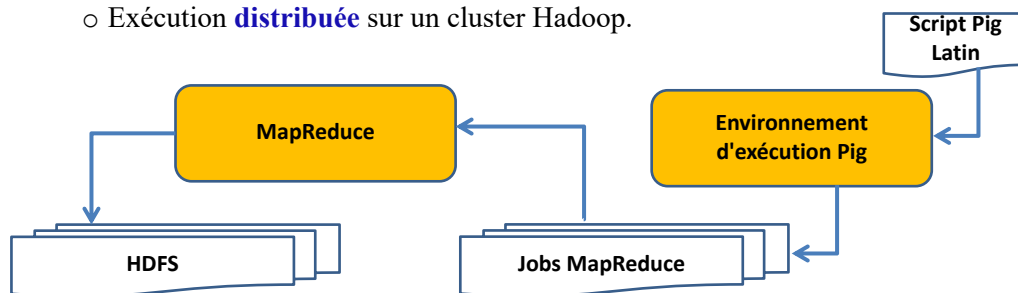 o Exécution distribuée sur un cluster Hadoop.
Script Pig
Latin
MapReduce
Environnement
d'exécution Pig
HDFS
Jobs MapReduce